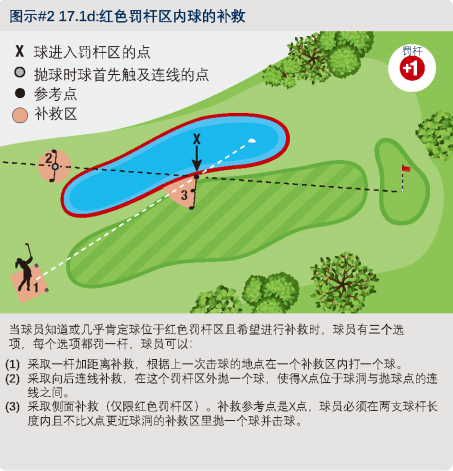 图示#2 17.1d:红色罚杆区内球的补救
X 球进入罚杆区的点
抛球时球首先触及连线的点
参考点
补救区
罚杆
+1
X
2
3
1
当球员知道或几乎肯定球位于红色罚杆区且希望进行补救时，球员有三个选
项，每个选项都罚一杆，球员可以:
(1) 采取一杆加距离补救，根据上一次击球的地点在一个补救区内打一个球。
(2) 采取向后连线补救，在这个罚杆区外抛一个球，使得X点位于球洞与抛球点的连
线之间。
(3) 采取侧面补救（仅限红色罚杆区）。补救参考点是X点，球员必须在两支球杆长
度内且不比X点更近球洞的补救区里抛一个球并击球。